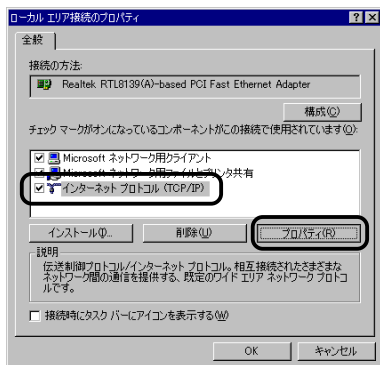 ローカル エリア接続のプロパティ
全般
接続の方法:
Realtek RTL8139(A)-based PCI Fast Ethernet Adapter
構成(C)
チェック マークがオンになっているコンポーネントがこの接続で使用されています(O):
Microsoft ネットワーク用クライアント
Microsoft ネットワーク用ファイルとプリンタ共有
インターネット プロトコル (TCP/IP)
インストール(I)...
削除(U)
プロパティ(R)
説明
伝送制御プロトコル/インターネット プロトコル。相互接続されたさまざまな
ネットワーク間の通信を提供する、既定のワイド エリア ネットワーク プロトコ
ルです。
接続時にタスク バーにアイコンを表示する(W)
OK
キャンセル